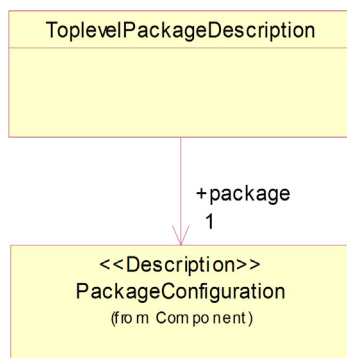 ToplevelPackageDescription
+package
1
<<Description>>
PackageConfiguration
(from Component)